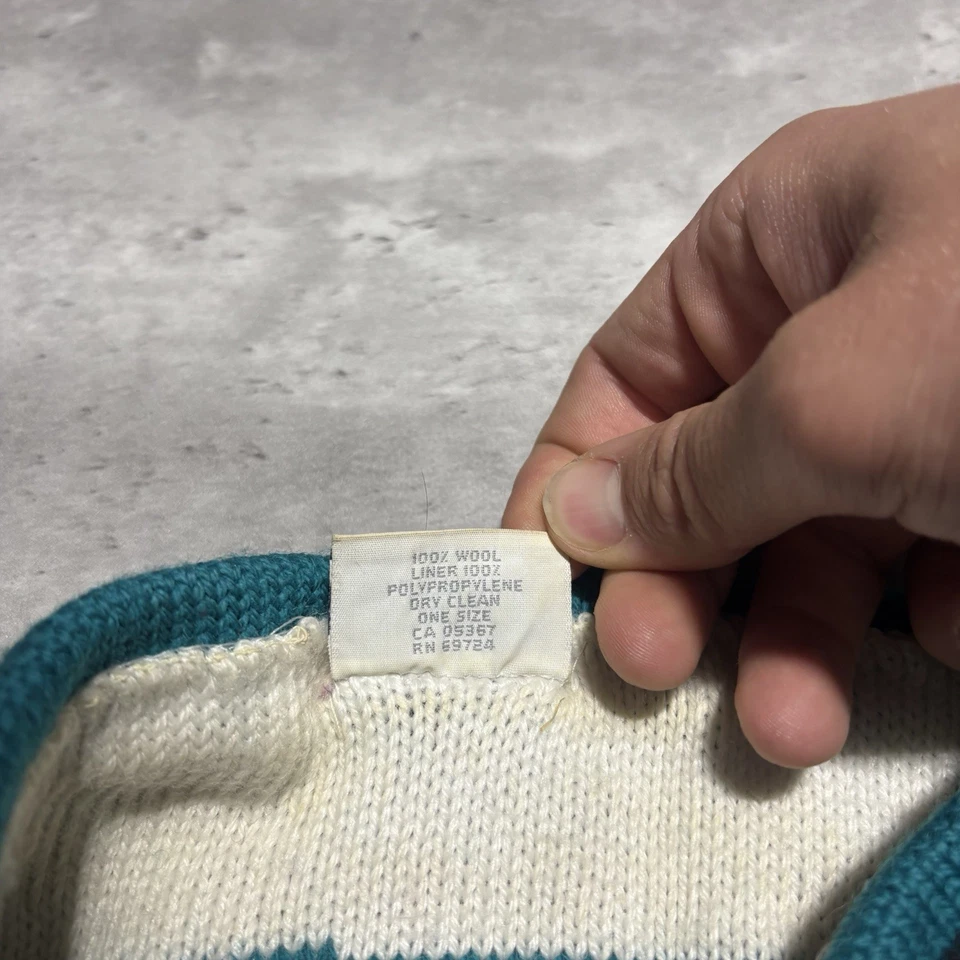 100% WOOL
LINER 100%
POLYPROPYLENE
DRY CLEAN
ONE SIZE
CA 05367
RN 69724